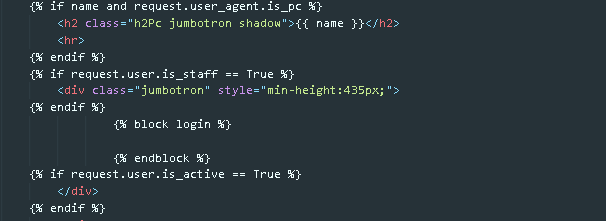 {% if name and request.user_agent.is_pc %}
<h2 class="h2Pc jumbotron shadow">{{ name }}</h2>
<hr>
{% endif %}
{% if request.user.is_staff == True %}
<div class="jumbotron" style="min-height:435px;">
{% endif %}
{% block login %}
{% endblock %}
{% if request.user.is_active == True %}
</div>
{% endif %}